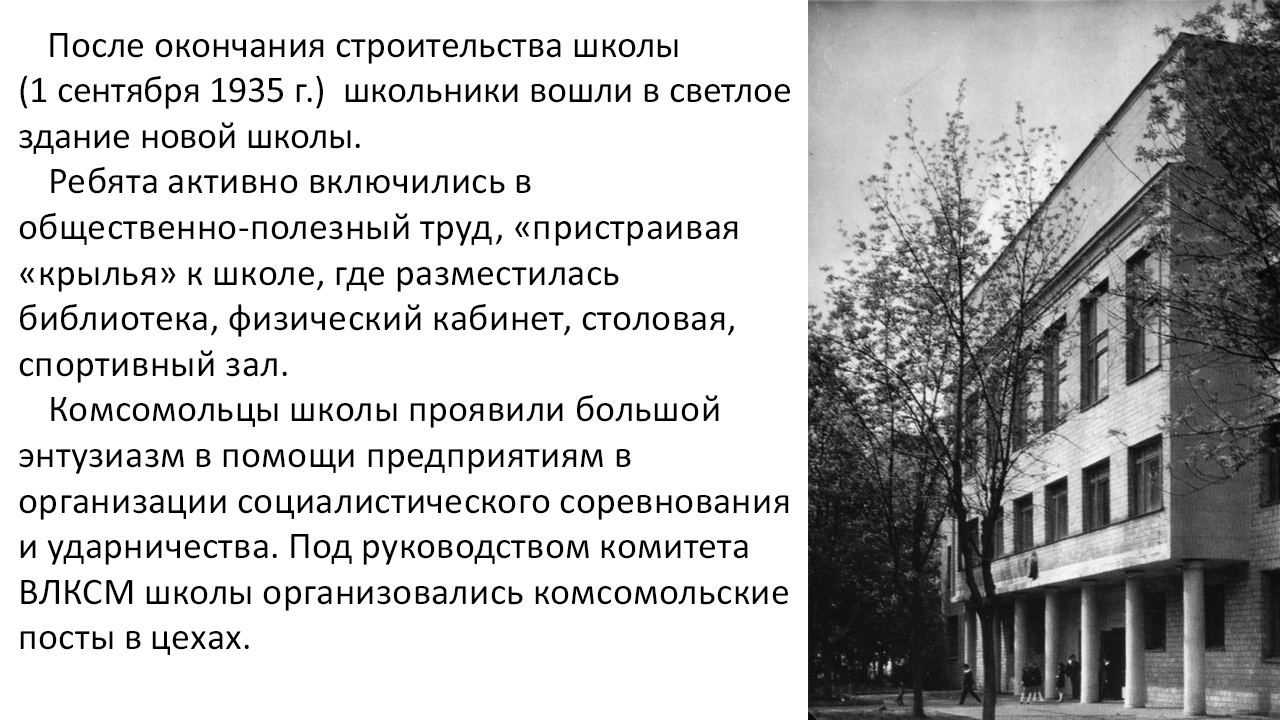 После окончания строительства школы
(1 сентября 1935 г.)  школьники вошли в светлое
здание новой школы.
Ребята активно включились в
общественно-полезный труд, «пристраивая
«крылья» к школе, где разместилась
библиотека, физический кабинет, столовая,
спортивный зал.
Комсомольцы школы проявили большой
энтузиазм в помощи предприятиям в
организации социалистического соревнования
и ударничества. Под руководством комитета
ВЛКСМ школы организовались комсомольские
посты в цехах.